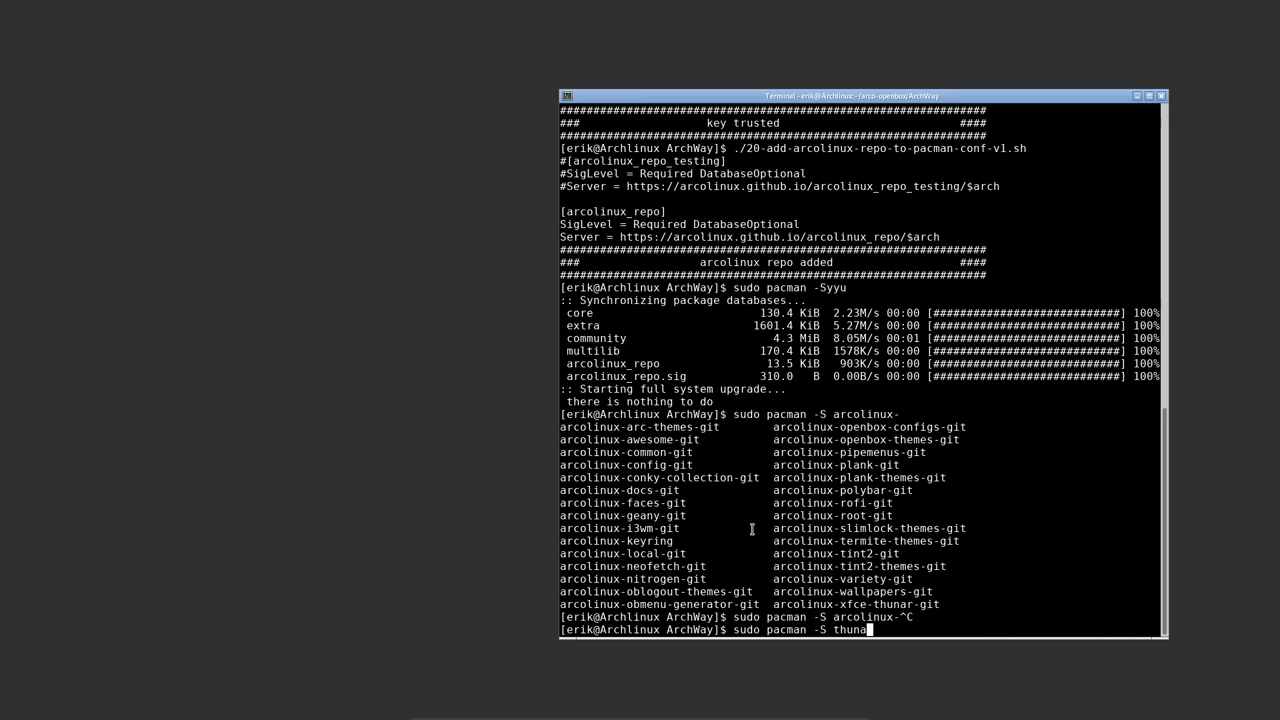 Terminal - erik@Archlinux:~/arco-openbox/ArchWay
################################################################
###                   key trusted                           ####
################################################################
[erik@Archlinux ArchWay]$ ./20-add-arcolinux-repo-to-pacman-conf-v1.sh
#[arcolinux_repo_testing]
#SigLevel = Required DatabaseOptional
#Server = https://arcolinux.github.io/arcolinux_repo_testing/$arch
[arcolinux_repo]
SigLevel = Required DatabaseOptional
Server = https://arcolinux.github.io/arcolinux_repo/$arch
################################################################
###                  arcolinux repo added                   ####
################################################################
[erik@Archlinux ArchWay]$ sudo pacman -Syyu
:: Synchronizing package databases...
 core                         130.4 KiB  2.23M/s 00:00 [############################] 100%
 extra                       1601.4 KiB  5.27M/s 00:00 [############################] 100%
 community                      4.3 MiB  8.05M/s 00:01 [############################] 100%
 multilib                     170.4 KiB  1578K/s 00:00 [############################] 100%
 arcolinux_repo                13.5 KiB   903K/s 00:00 [############################] 100%
 arcolinux_repo.sig           310.0   B  0.00B/s 00:00 [############################] 100%
:: Starting full system upgrade...
 there is nothing to do
[erik@Archlinux ArchWay]$ sudo pacman -S arcolinux-
arcolinux-arc-themes-git        arcolinux-openbox-configs-git
arcolinux-awesome-git           arcolinux-openbox-themes-git
arcolinux-common-git            arcolinux-pipemenus-git
arcolinux-config-git            arcolinux-plank-git
arcolinux-conky-collection-git  arcolinux-plank-themes-git
arcolinux-docs-git              arcolinux-polybar-git
arcolinux-faces-git             arcolinux-rofi-git
arcolinux-geany-git             arcolinux-root-git
arcolinux-i3wm-git              arcolinux-slimlock-themes-git
arcolinux-keyring               arcolinux-termite-themes-git
arcolinux-local-git             arcolinux-tint2-git
arcolinux-neofetch-git          arcolinux-tint2-themes-git
arcolinux-nitrogen-git          arcolinux-variety-git
arcolinux-oblogout-themes-git   arcolinux-wallpapers-git
arcolinux-obmenu-generator-git  arcolinux-xfce-thunar-git
[erik@Archlinux ArchWay]$ sudo pacman -S arcolinux-^C
[erik@Archlinux ArchWay]$ sudo pacman -S thuna